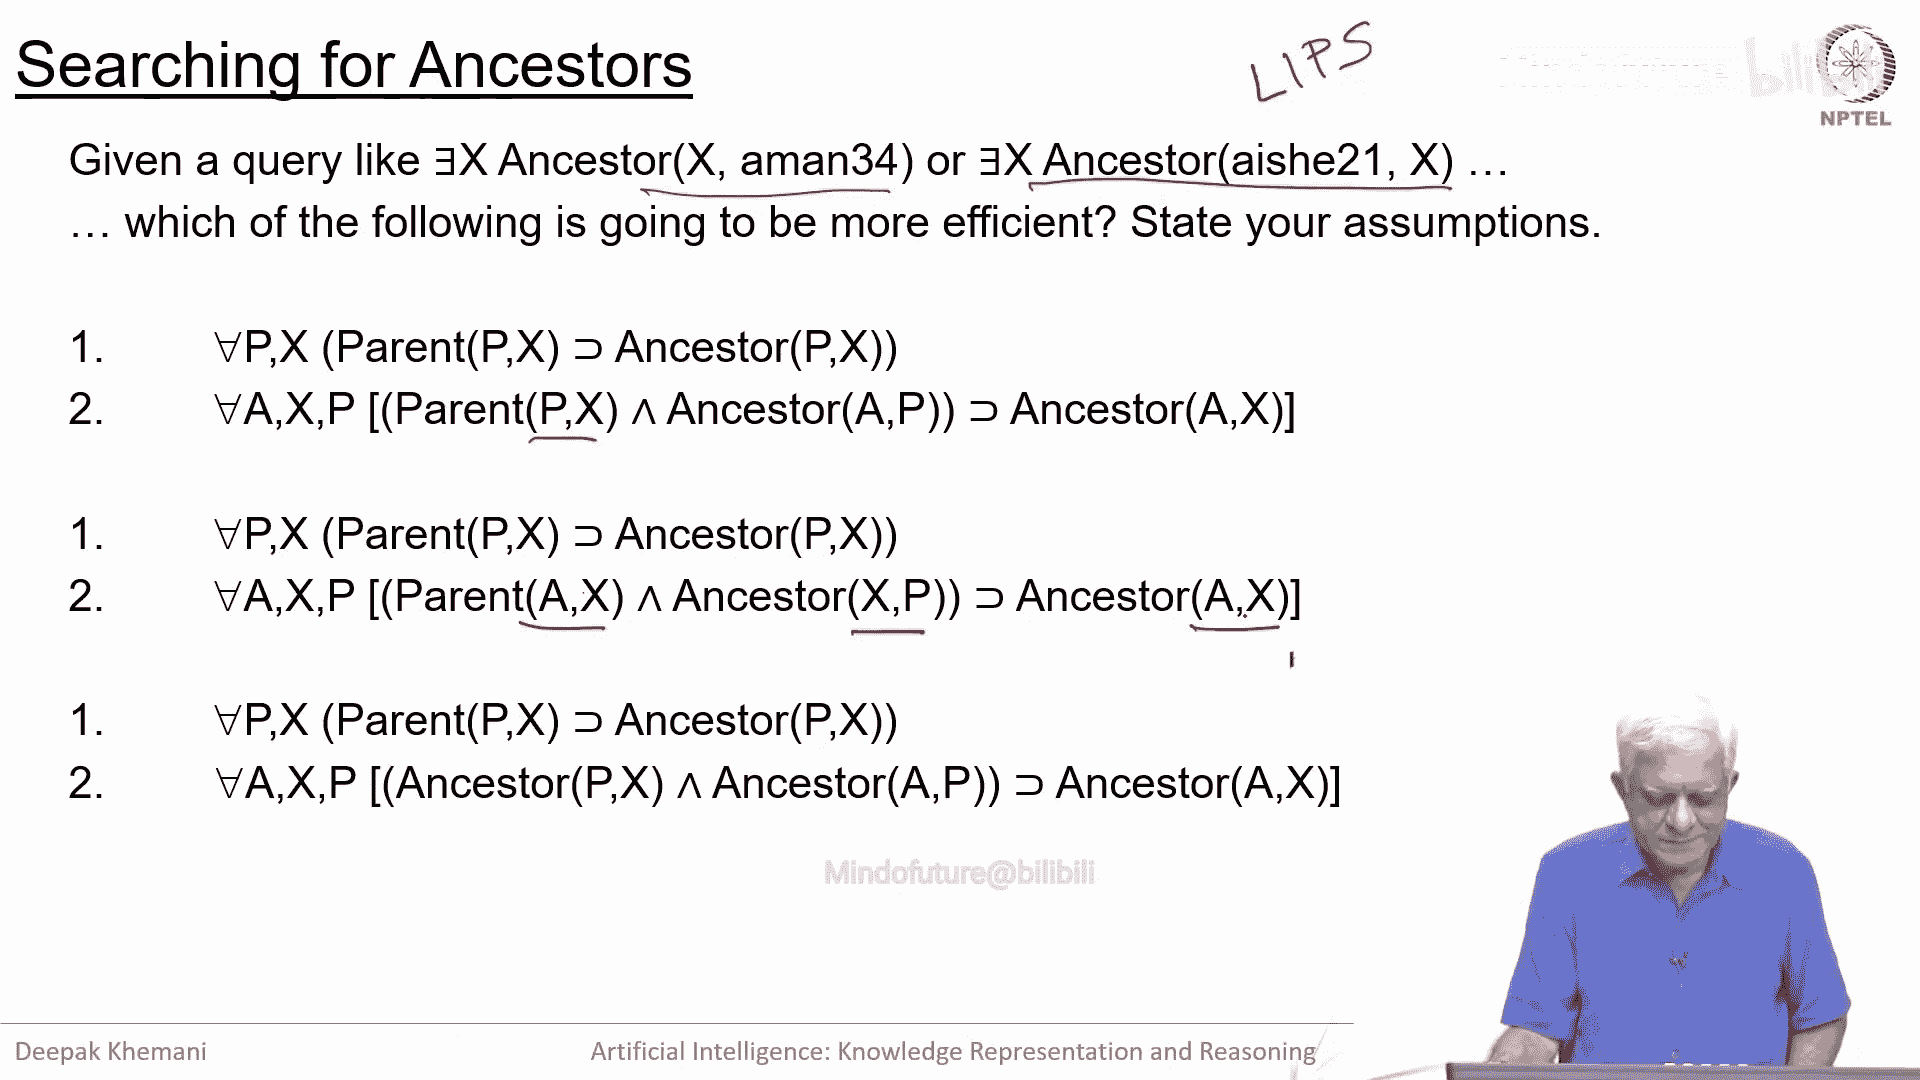 Searching for Ancestors
LIPS
NPTEL
Given a query like ∃X Ancestor(X, aman34) or ∃X Ancestor(aishe21, X) …
… which of the following is going to be more efficient? State your assumptions.
1. ∀P,X (Parent(P,X) ⊃ Ancestor(P,X))
2. ∀A,X,P [(Parent(P,X) ∧ Ancestor(A,P)) ⊃ Ancestor(A,X)]
1. ∀P,X (Parent(P,X) ⊃ Ancestor(P,X))
2. ∀A,X,P [(Parent(A,X) ∧ Ancestor(X,P)) ⊃ Ancestor(A,X)]
1. ∀P,X (Parent(P,X) ⊃ Ancestor(P,X))
2. ∀A,X,P [(Ancestor(P,X) ∧ Ancestor(A,P)) ⊃ Ancestor(A,X)]
Mindofuture@bilibili
Deepak Khemani
Artificial Intelligence: Knowledge Representation and Reasoning